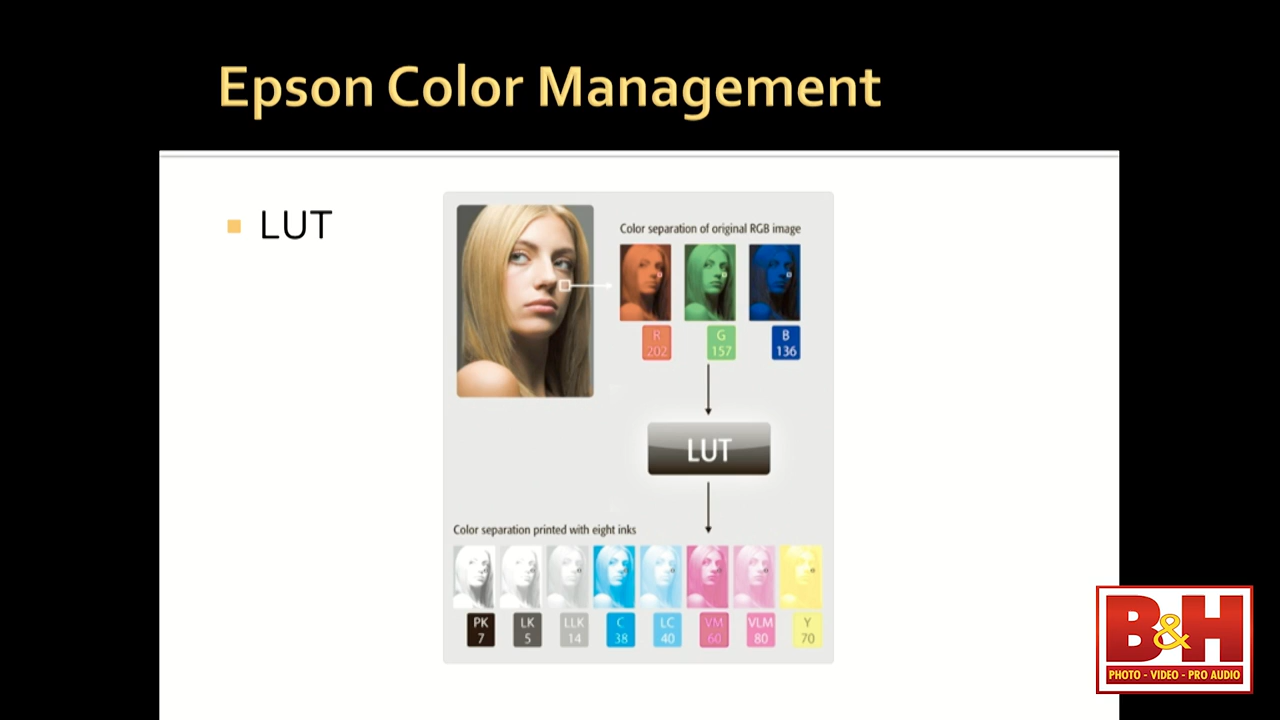 Epson Color Management
LUT
Color separation of original RGB image
R G B
202 157 136
LUT
Color separation printed with eight inks
PK LK LLK C LC VM VLM Y
7 5 14 38 40 60 80 70
B&H
PHOTO - VIDEO - PRO AUDIO